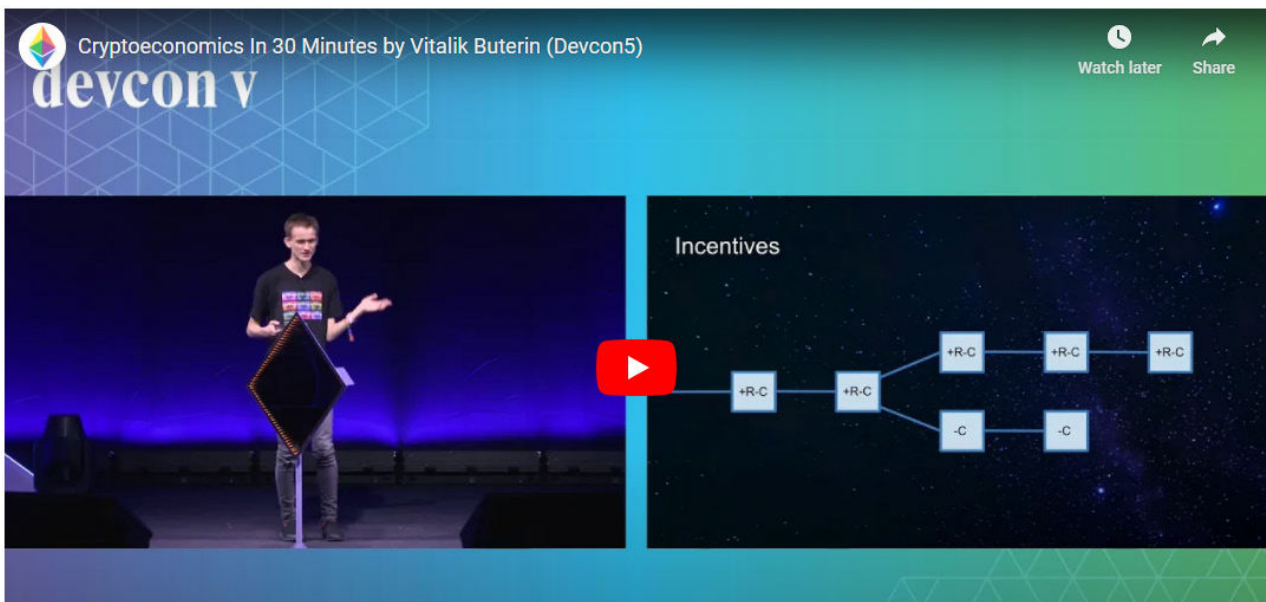 Cryptoeconomics In 30 Minutes by Vitalik Buterin (Devcon5)
Watch later
Share
devcon v
Incentives
+R-C
+R-C
+R-C
+R-C
+R-C
-C
-C